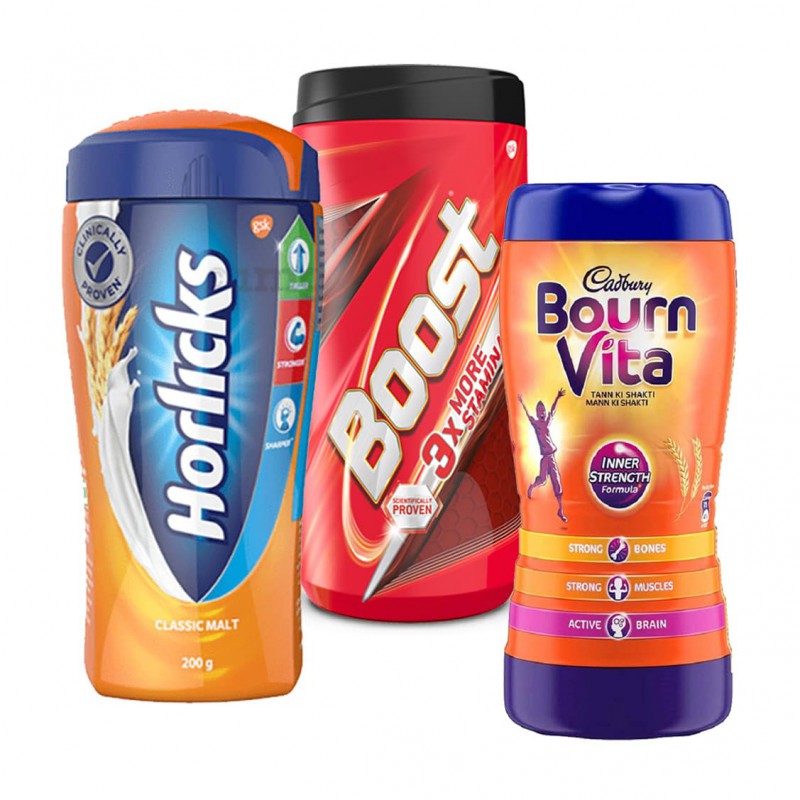 CLINICALLY
PROVEN
gsk
Horlicks
TALLER
STRONGER
SHARPER
CLASSIC MALT
200 g
Boost
3x MORE
STAMINA
SCIENTIFICALLY
PROVEN
Cadbury
Bourn
Vita
TANN KI SHAKTI
MANN KI SHAKTI
INNER
STRENGTH
Formula
STRONG BONES
STRONG MUSCLES
ACTIVE BRAIN